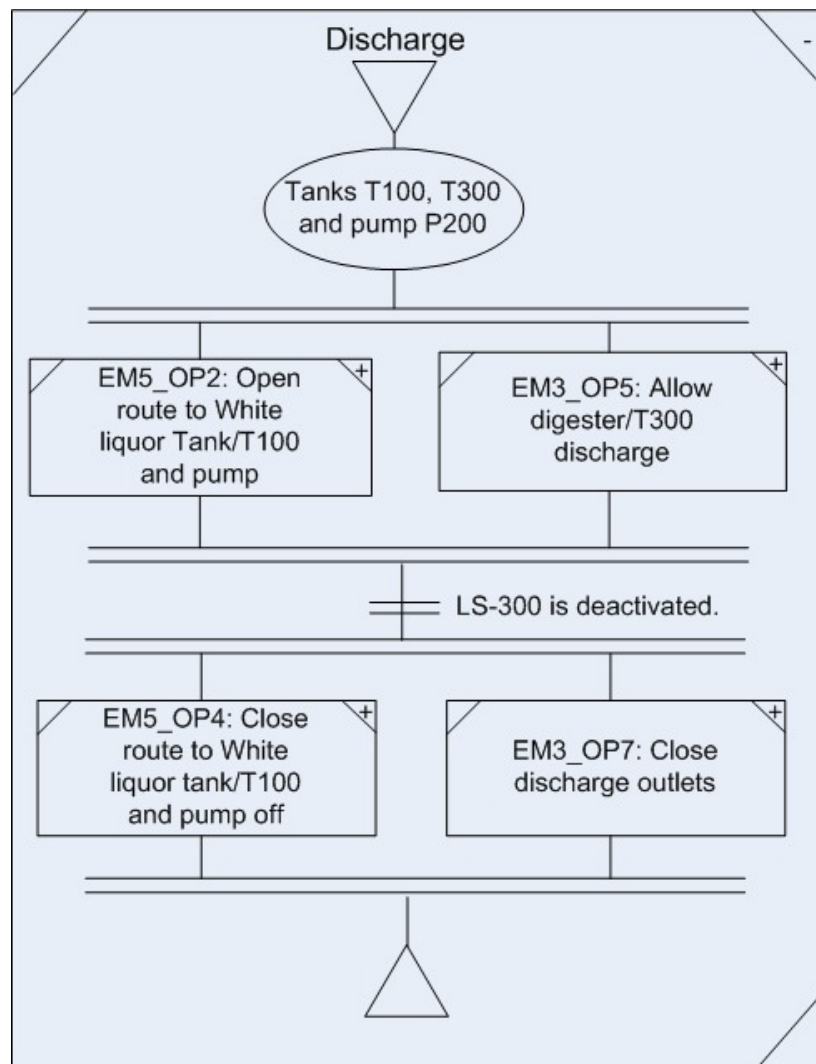 Discharge
-
Tanks T100, T300
and pump P200
EM5_OP2: Open
route to White
liquor Tank/T100
and pump
+
EM3_OP5: Allow
digester/T300
discharge
+
LS-300 is deactivated.
EM5_OP4: Close
route to White
liquor tank/T100
and pump off
+
EM3_OP7: Close
discharge outlets
+